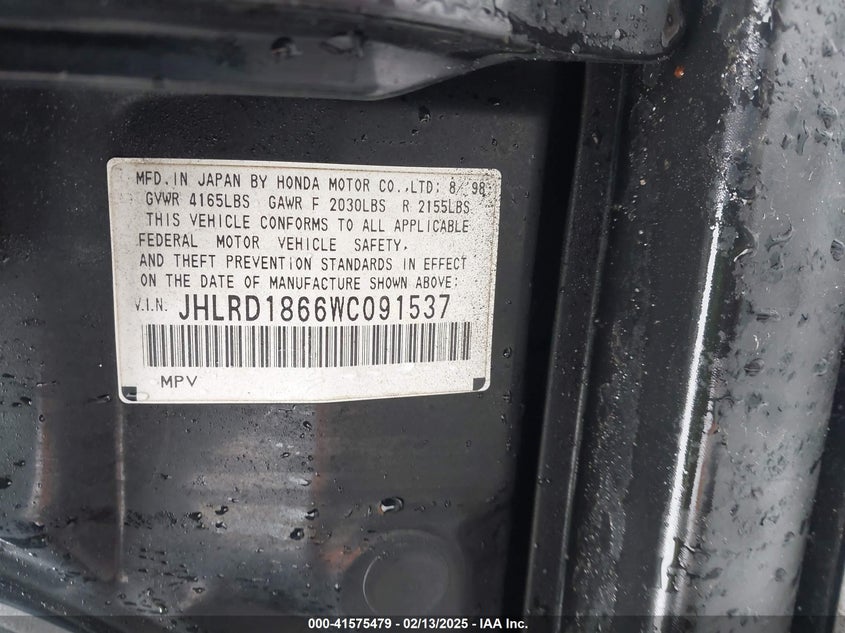 MFD. IN JAPAN BY HONDA MOTOR CO.,LTD: 8/'98
GVWR 4165LBS GAWR F 2030LBS R 2155LBS
THIS VEHICLE CONFORMS TO ALL APPLICABLE
FEDERAL MOTOR VEHICLE SAFETY,
AND THEFT PREVENTION STANDARDS IN EFFECT
ON THE DATE OF MANUFACTURE SHOWN ABOVE:
V.I.N. JHLRD1866WC091537
MPV
000-41575479 - 02/13/2025 - IAA Inc.